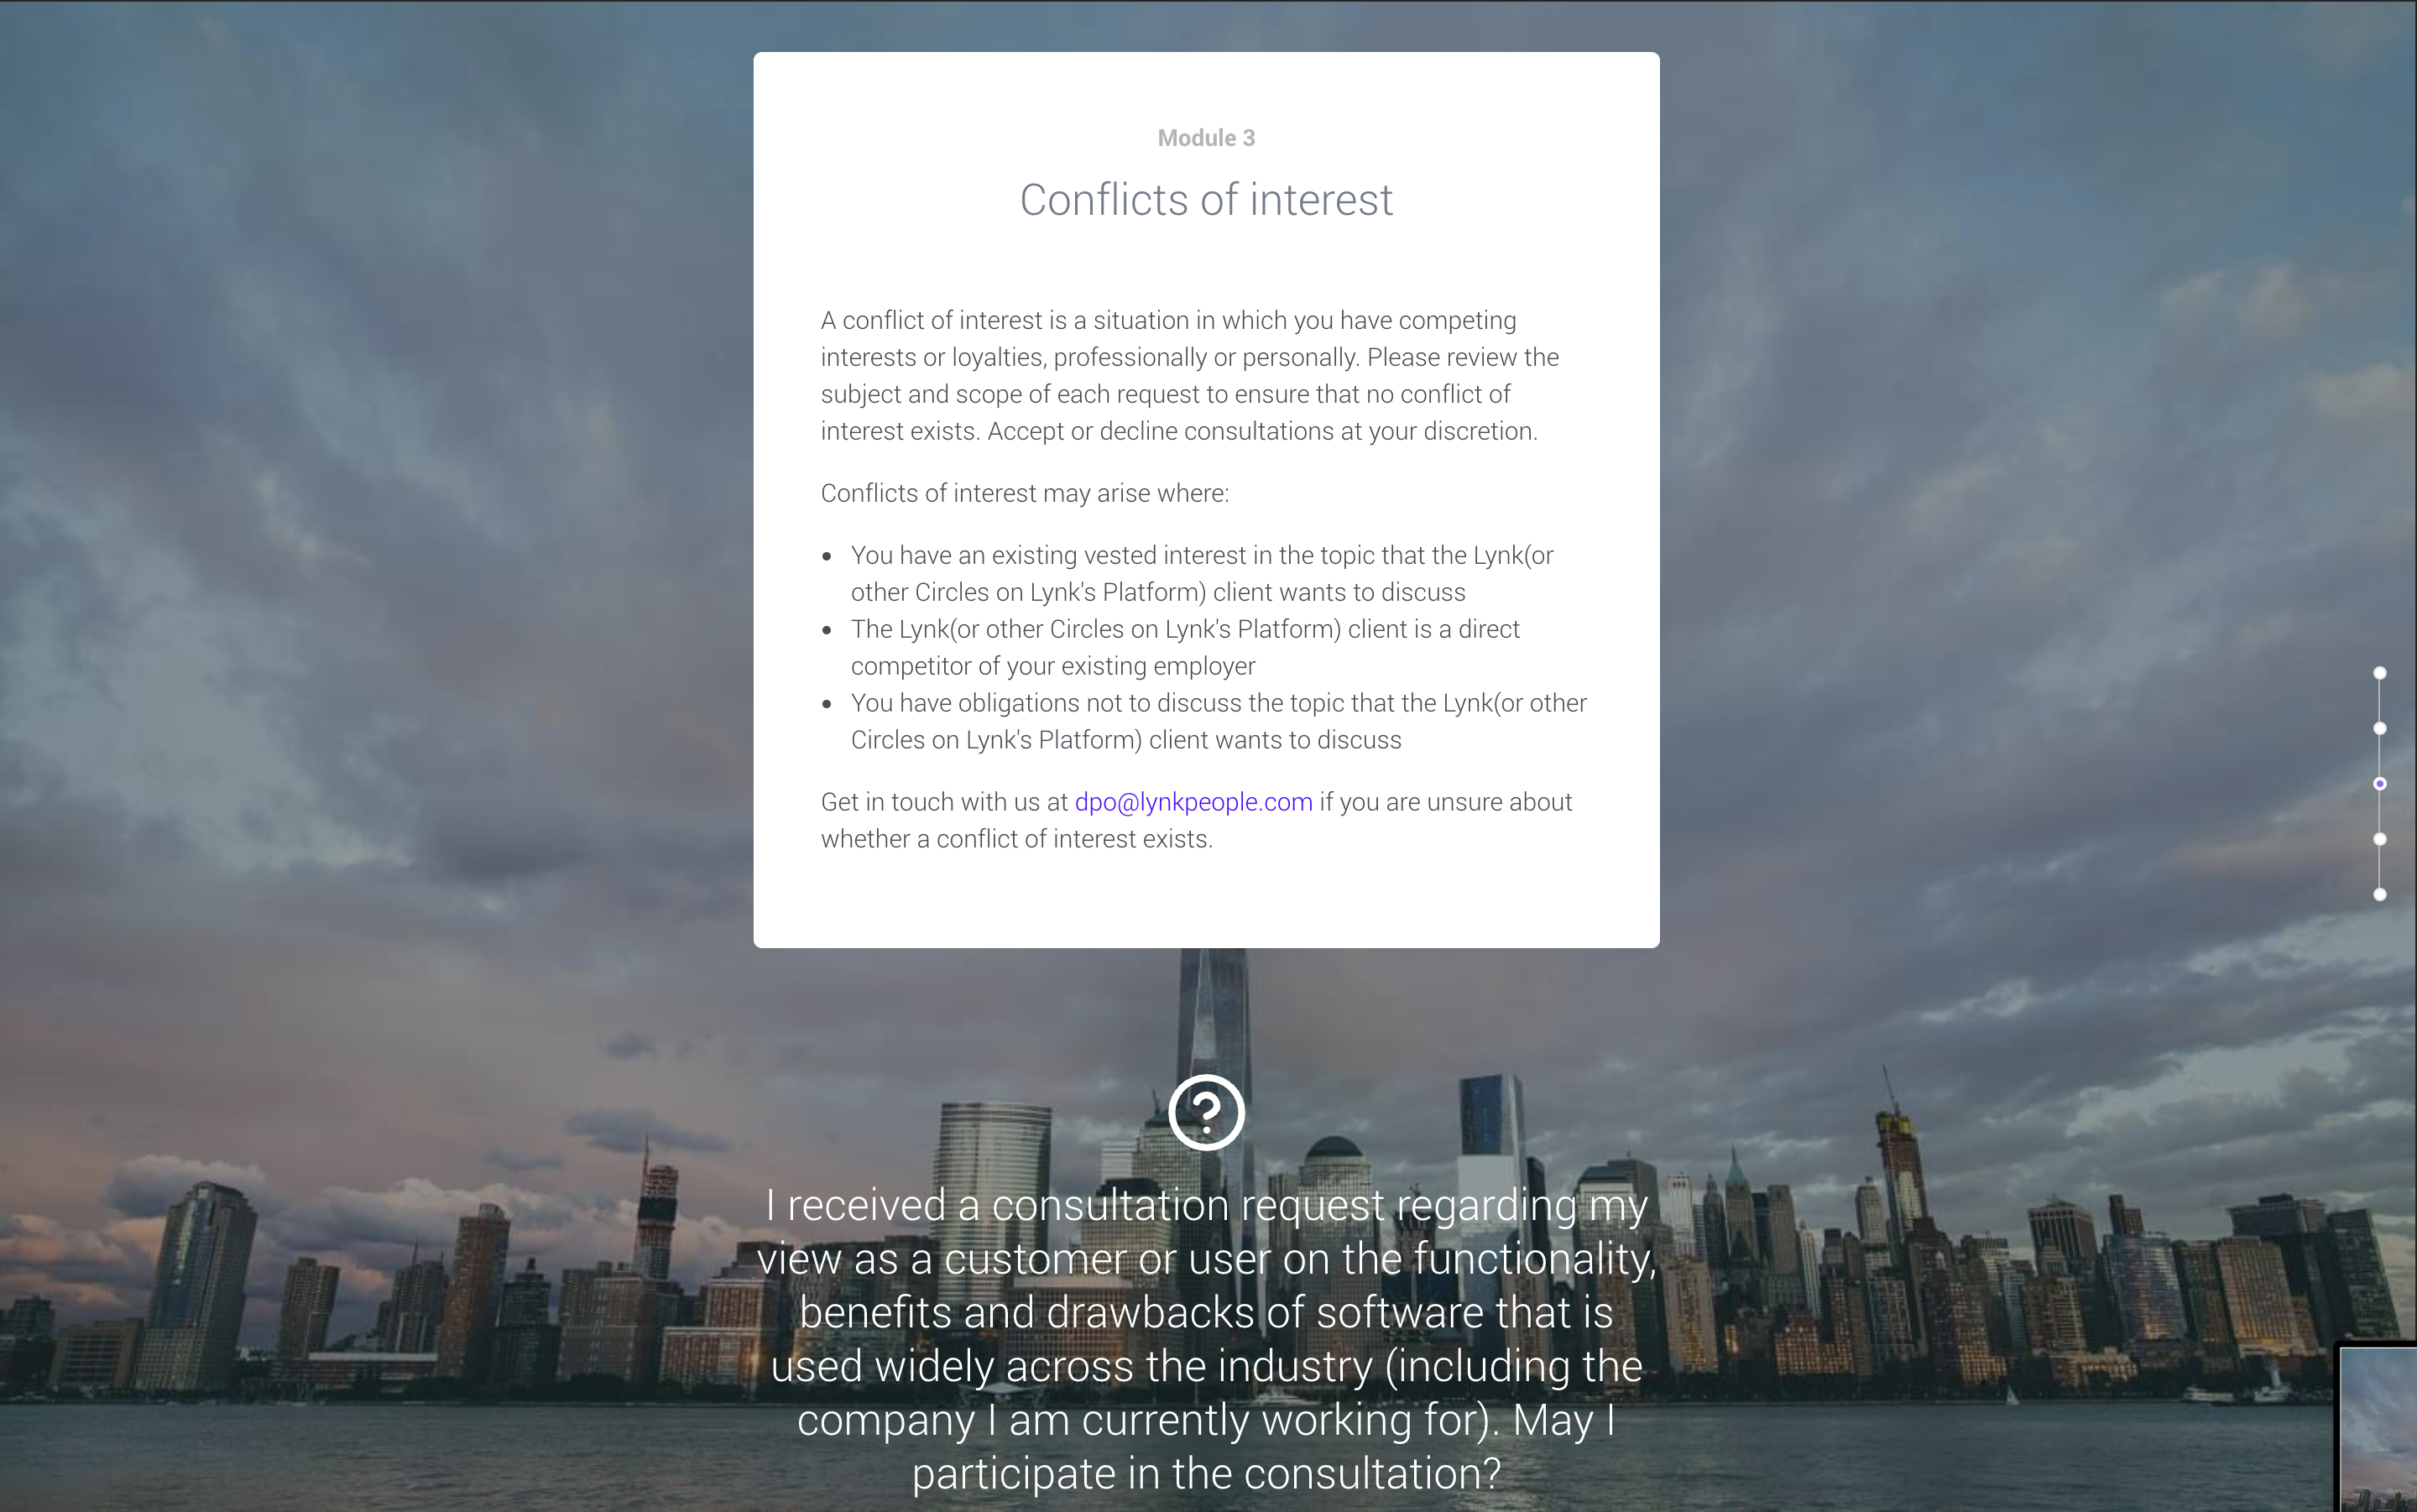 Module 3
Conflicts of interest
A conflict of interest is a situation in which you have competing
interests or loyalties, professionally or personally. Please review the
subject and scope of each request to ensure that no conflict of
interest exists. Accept or decline consultations at your discretion.
Conflicts of interest may arise where:
• You have an existing vested interest in the topic that the Lynk(or
other Circles on Lynk's Platform) client wants to discuss
• The Lynk(or other Circles on Lynk's Platform) client is a direct
competitor of your existing employer
• You have obligations not to discuss the topic that the Lynk(or other
Circles on Lynk's Platform) client wants to discuss
Get in touch with us at dpo@lynkpeople.com if you are unsure about
whether a conflict of interest exists.
I received a consultation request regarding my
view as a customer or user on the functionality,
benefits and drawbacks of software that is
used widely across the industry (including the
company I am currently working for). May I
participate in the consultation?